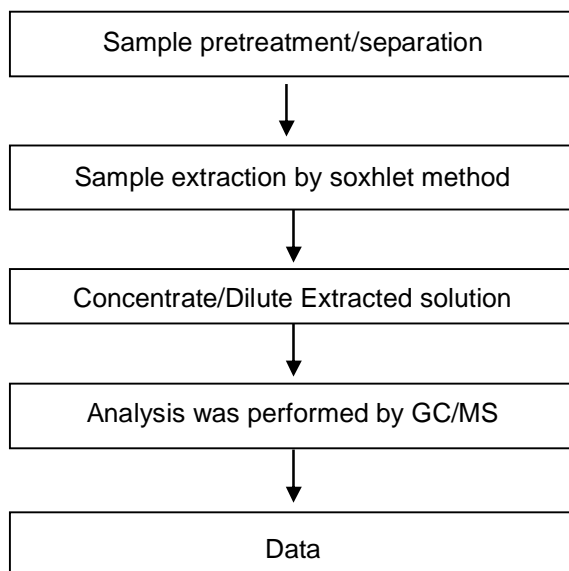 Sample pretreatment/separation
Sample extraction by soxhlet method
Concentrate/Dilute Extracted solution
Analysis was performed by GC/MS
Data